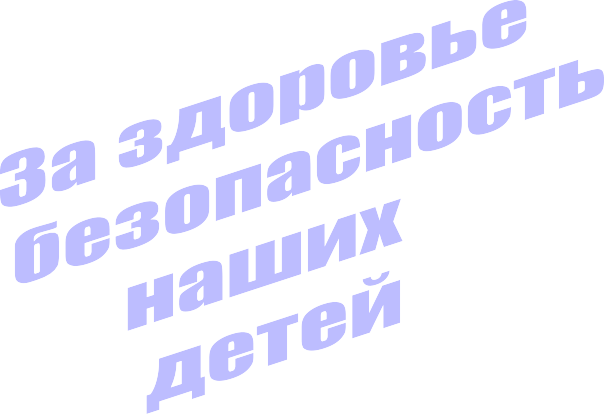 За здоровье
безопасность
наших
детей